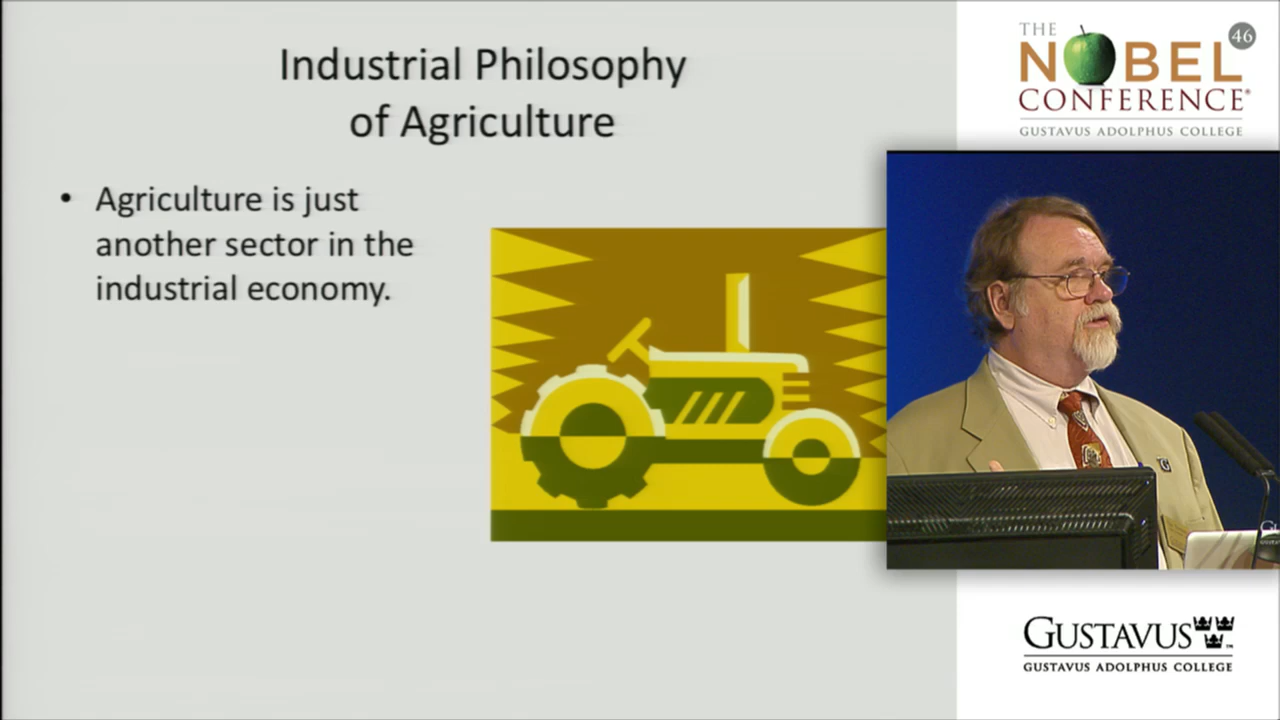 Industrial Philosophy
of Agriculture
• Agriculture is just
another sector in the
industrial economy.
THE
46
NOBEL
CONFERENCE®
GUSTAVUS ADOLPHUS COLLEGE
GUSTAVUS™
GUSTAVUS ADOLPHUS COLLEGE